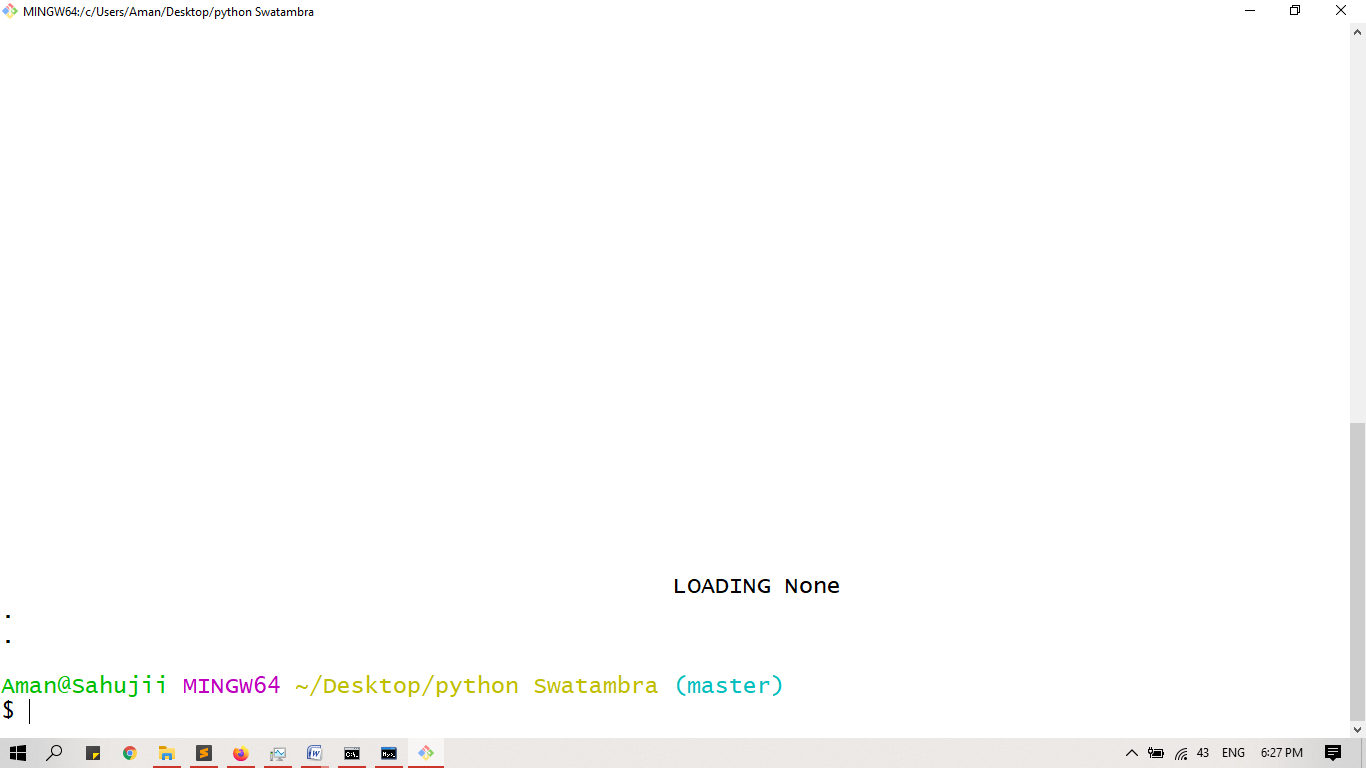 MINGW64:/c/Users/Aman/Desktop/python Swatambra
LOADING None
.
.
Aman@Sahujii MINGW64 ~/Desktop/python Swatambra (master)
$
43 ENG 6:27 PM